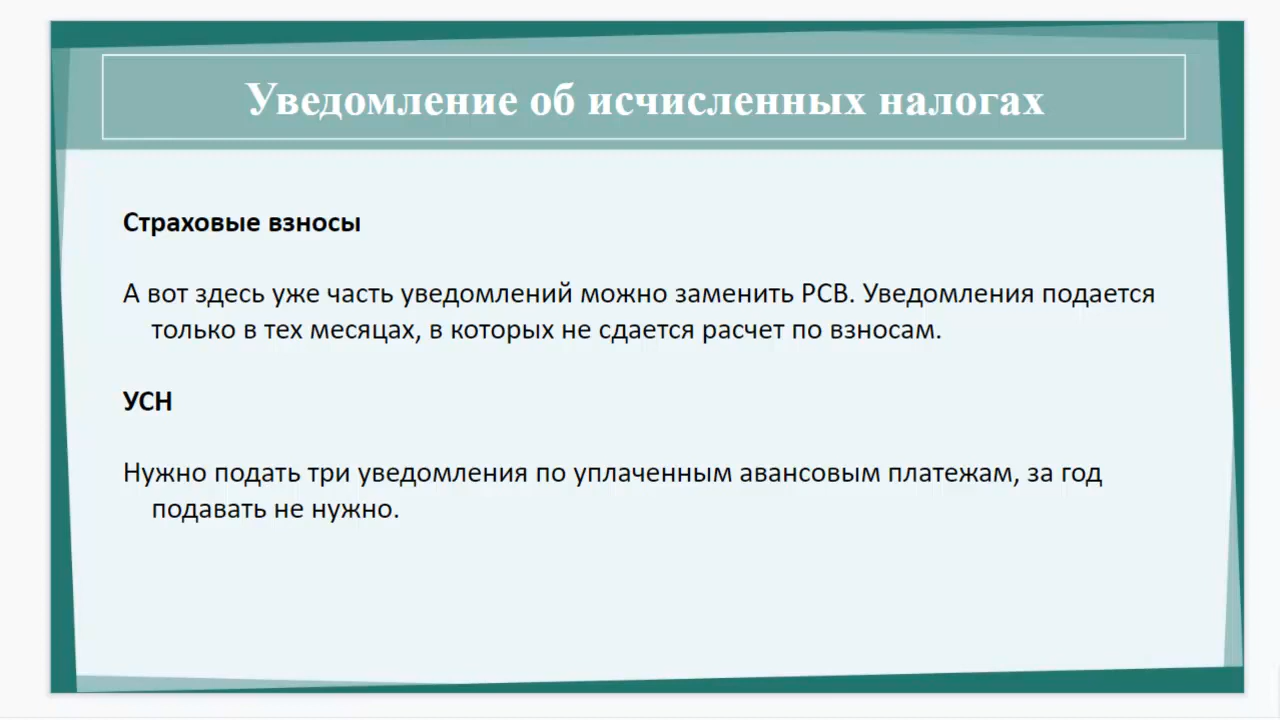 Уведомление об исчисленных налогах
Страховые взносы
А вот здесь уже часть уведомлений можно заменить РСВ. Уведомления подается
только в тех месяцах, в которых не сдается расчет по взносам.
УСН
Нужно подать три уведомления по уплаченным авансовым платежам, за год
подавать не нужно.